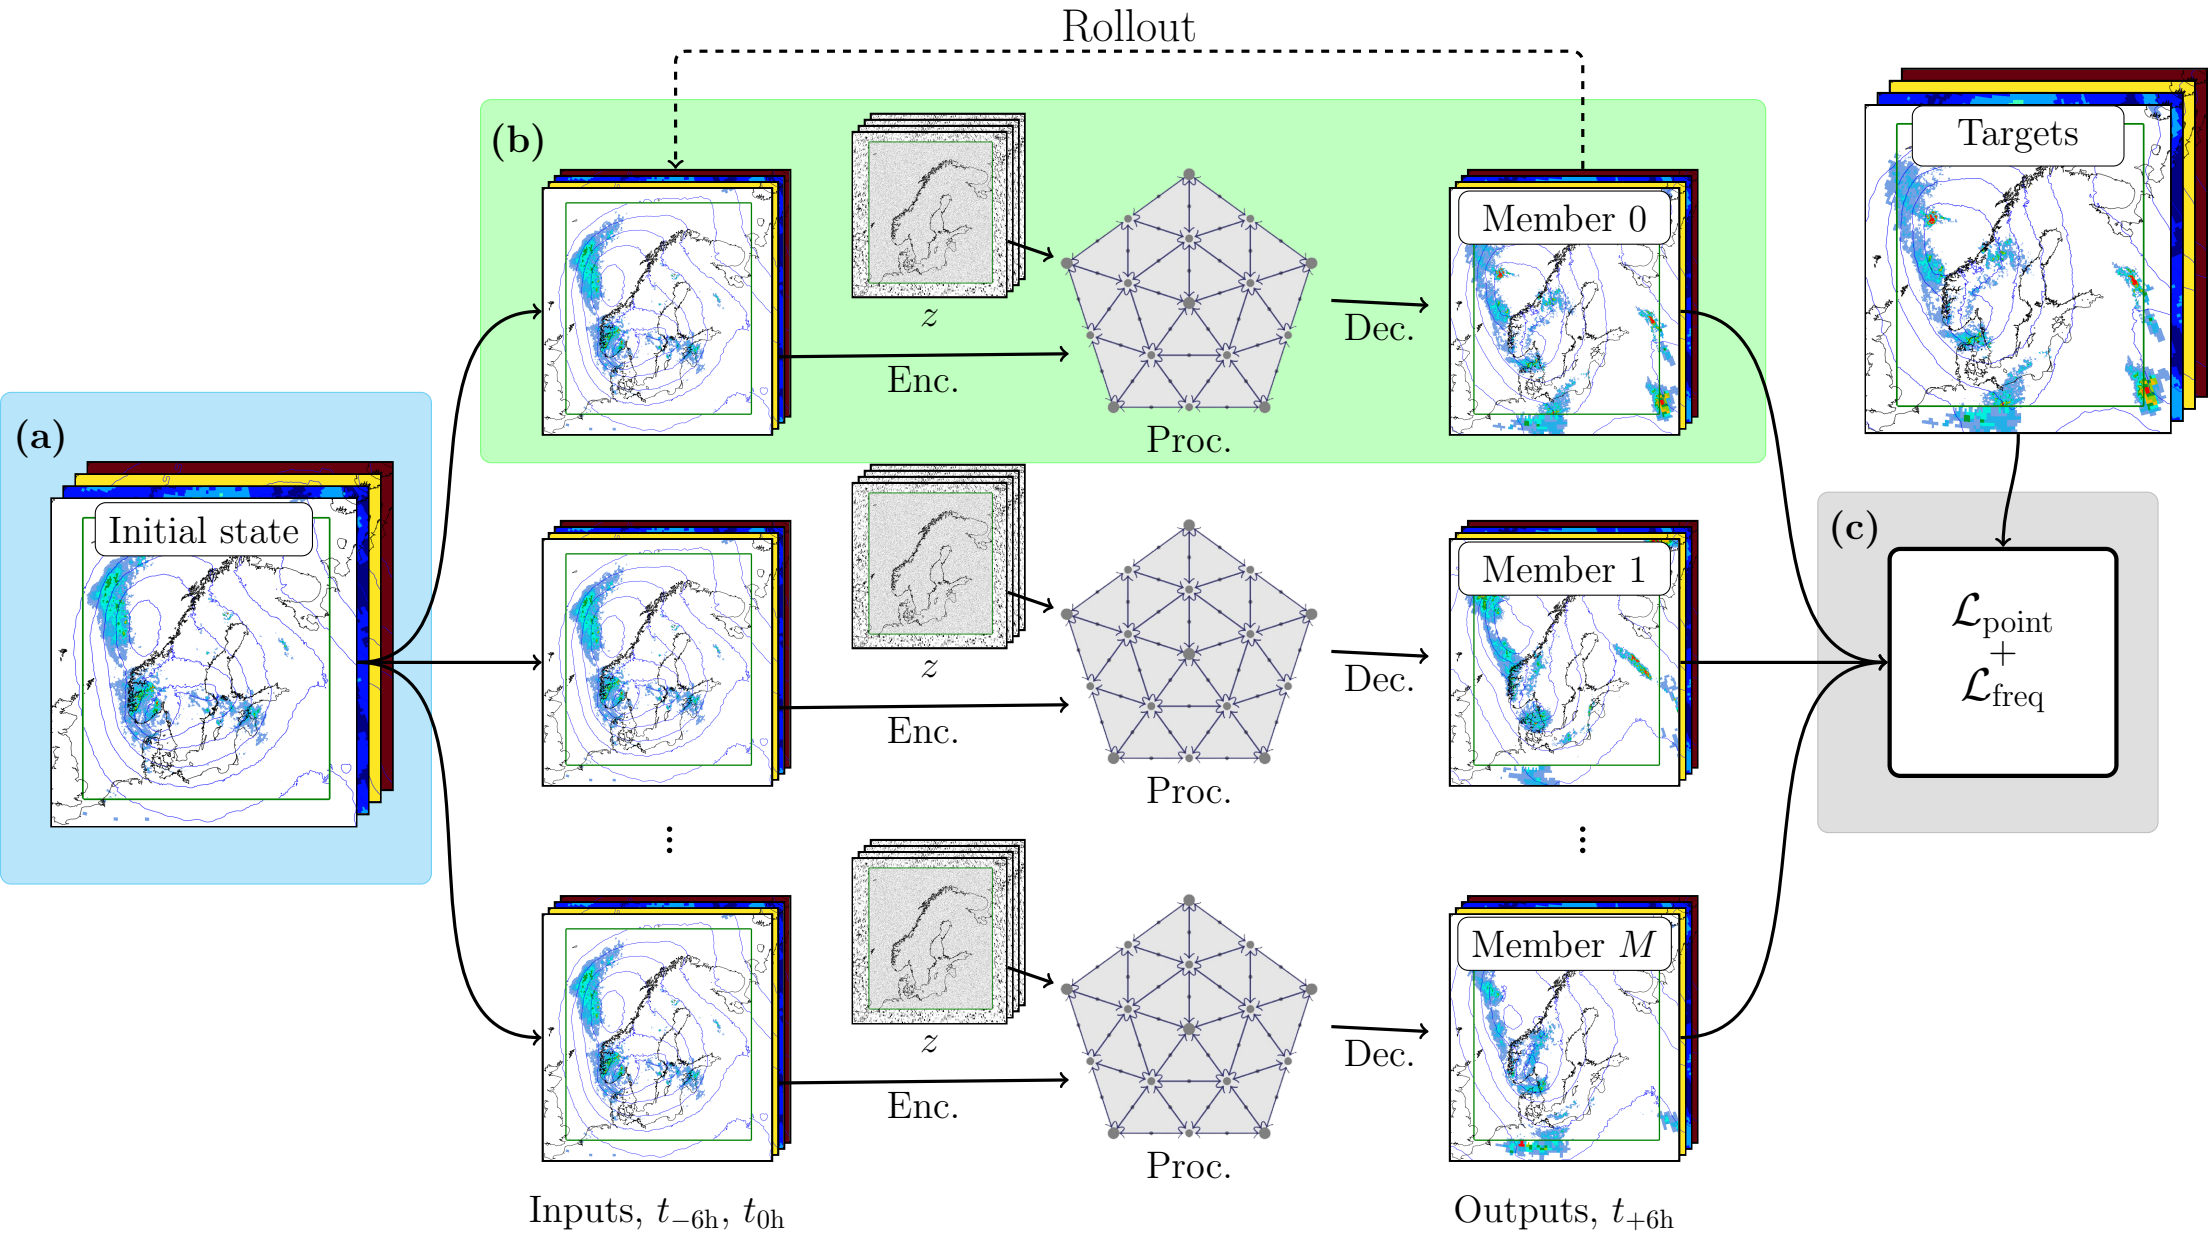 Rollout
(b)
Targets
Member 0
z
Dec.
Enc.
Proc.
(a)
Initial state
(c)
Member 1
z
Dec.
Enc.
Proc.
ℒpoint
+
ℒfreq
⋮
⋮
Member M
z
Dec.
Enc.
Proc.
Inputs, t−6h, t0h
Outputs, t+6h